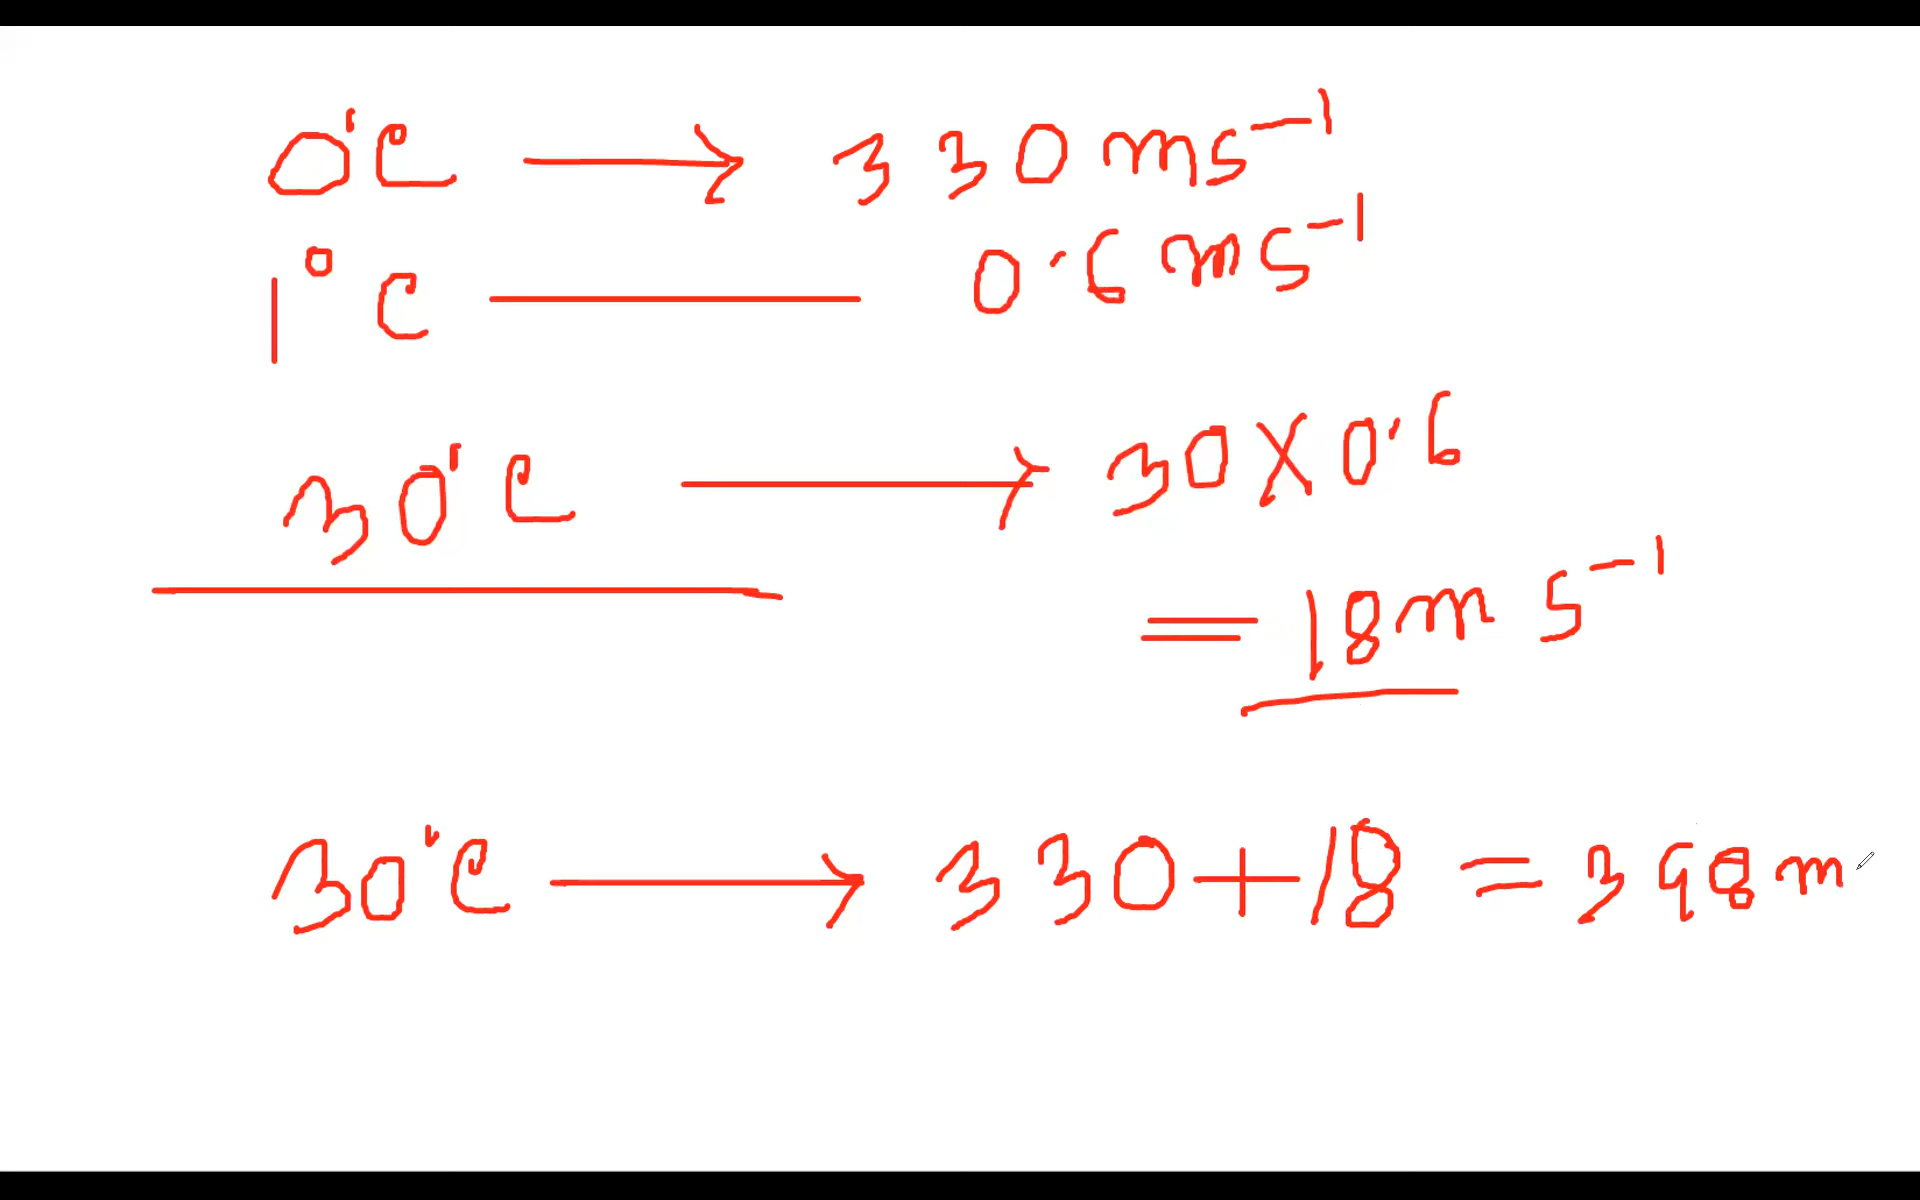 0°C → 330 ms⁻¹
1°C — 0.6 ms⁻¹
30°C → 30 X 0.6
= 18 m s⁻¹
30°C → 330 + 18 = 348 m